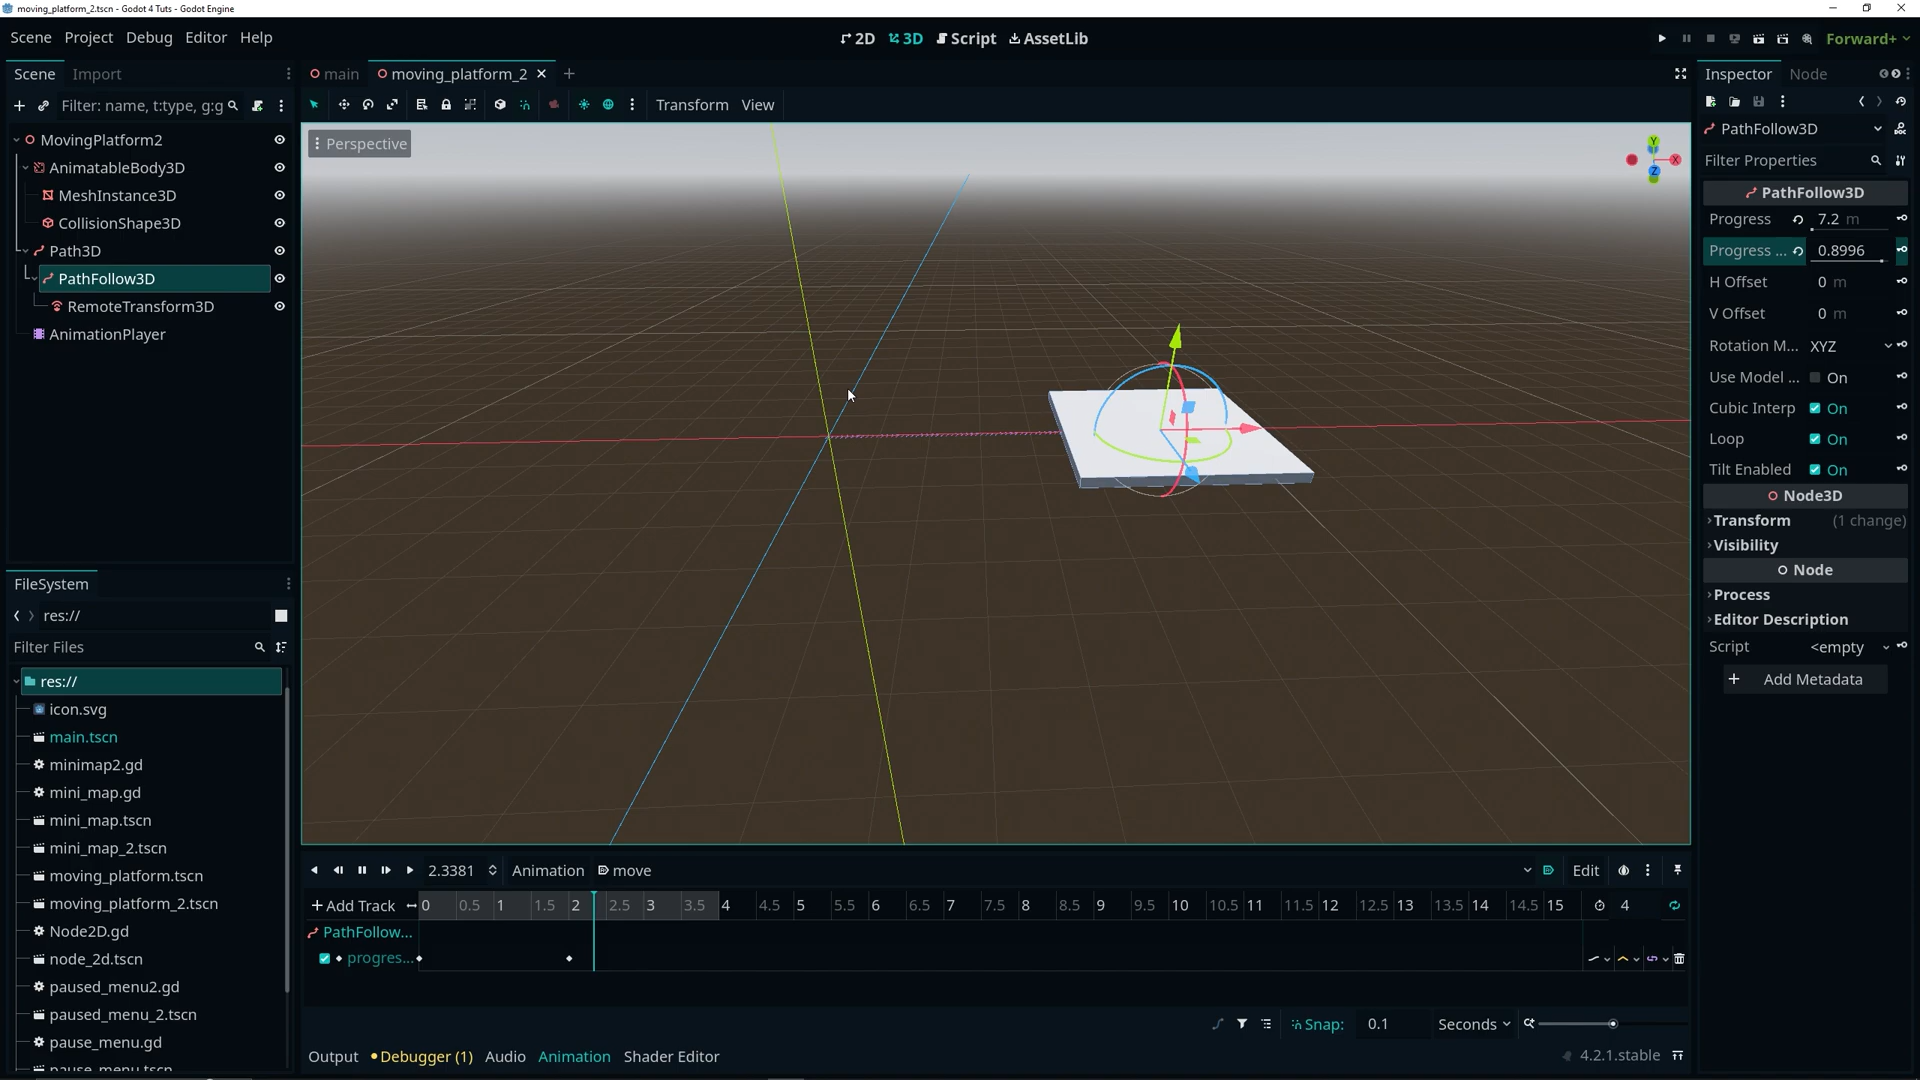 moving_platform_2.tscn - Godot 4 Tuts - Godot Engine
Scene Project Debug Editor Help
2D 3D Script AssetLib
Forward+
Scene Import
main moving_platform_2
Inspector Node
Filter: name, t:type, g:g
Transform View
MovingPlatform2
AnimatableBody3D
MeshInstance3D
CollisionShape3D
Path3D
PathFollow3D
RemoteTransform3D
AnimationPlayer
Perspective
Y
X
Z
PathFollow3D
Filter Properties
PathFollow3D
Progress 7.2 m
Progress ... 0.8996
H Offset 0 m
V Offset 0 m
Rotation M... XYZ
Use Model ... On
Cubic Interp On
Loop On
Tilt Enabled On
Node3D
Transform (1 change)
Visibility
Node
Process
Editor Description
Script <empty
Add Metadata
FileSystem
res://
Filter Files
res://
icon.svg
main.tscn
minimap2.gd
mini_map.gd
mini_map.tscn
mini_map_2.tscn
moving_platform.tscn
moving_platform_2.tscn
Node2D.gd
node_2d.tscn
paused_menu2.gd
paused_menu_2.tscn
pause_menu.gd
pause_menu.tscn
2.3381 Animation move Edit
Add Track 0 0.5 1 1.5 2 2.5 3 3.5 4 4.5 5 5.5 6 6.5 7 7.5 8 8.5 9 9.5 10 10.5 11 11.5 12 12.5 13 13.5 14 14.5 15 4
PathFollow...
progres...
Snap: 0.1 Seconds
Output Debugger (1) Audio Animation Shader Editor
4.2.1.stable